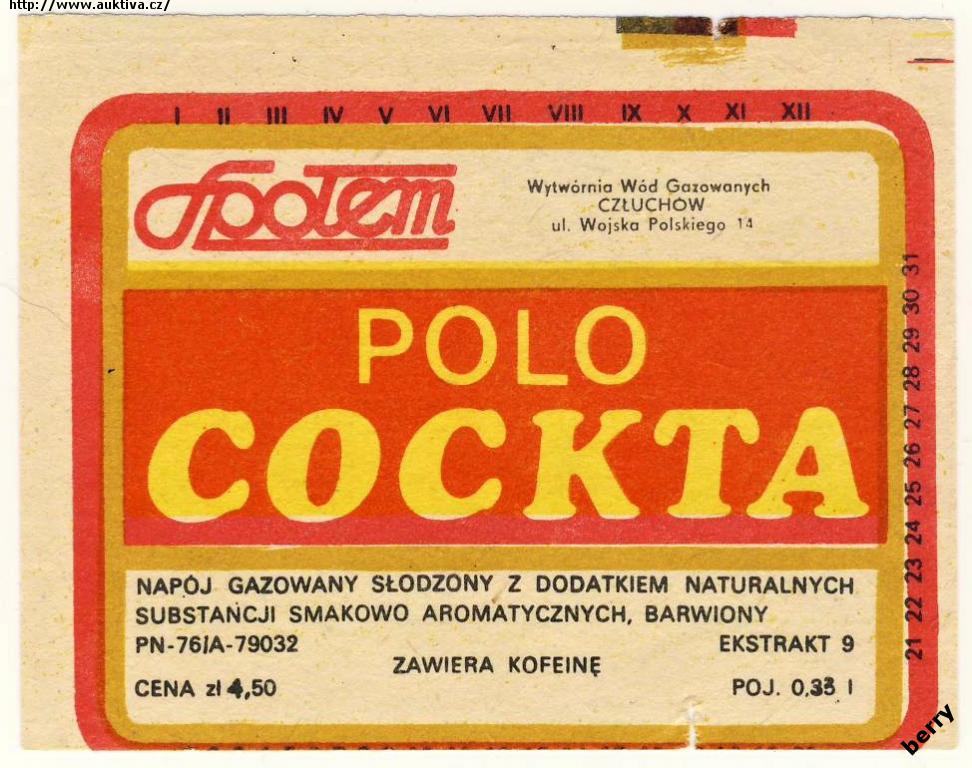 http://www.auktiva.cz/
I II III IV V VI VII VIII IX X XI XII
Społem
Wytwórnia Wód Gazowanych
CZŁUCHÓW
ul. Wojska Polskiego 14
POLO
COCKTA
NAPÓJ GAZOWANY SŁODZONY Z DODATKIEM NATURALNYCH
SUBSTANCJI SMAKOWO AROMATYCZNYCH, BARWIONY
PN-76/A-79032
EKSTRAKT 9
ZAWIERA KOFEINĘ
CENA zł 4,50
POJ. 0,33 l
21 22 23 24 25 26 27 28 29 30 31
berry